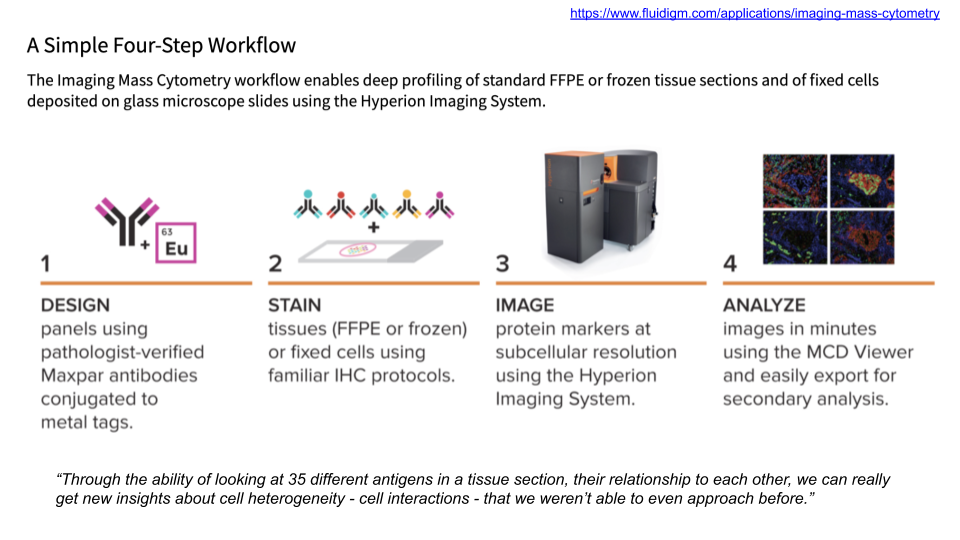 https://www.fluidigm.com/applications/imaging-mass-cytometry
A Simple Four-Step Workflow
The Imaging Mass Cytometry workflow enables deep profiling of standard FFPE or frozen tissue sections and of fixed cells
deposited on glass microscope slides using the Hyperion Imaging System.
63
+ Eu
1
DESIGN
panels using
pathologist-verified
Maxpar antibodies
conjugated to
metal tags.
+
2
STAIN
tissues (FFPE or frozen)
or fixed cells using
familiar IHC protocols.
3
IMAGE
protein markers at
subcellular resolution
using the Hyperion
Imaging System.
4
ANALYZE
images in minutes
using the MCD Viewer
and easily export for
secondary analysis.
“Through the ability of looking at 35 different antigens in a tissue section, their relationship to each other, we can really
get new insights about cell heterogeneity - cell interactions - that we weren’t able to even approach before.”